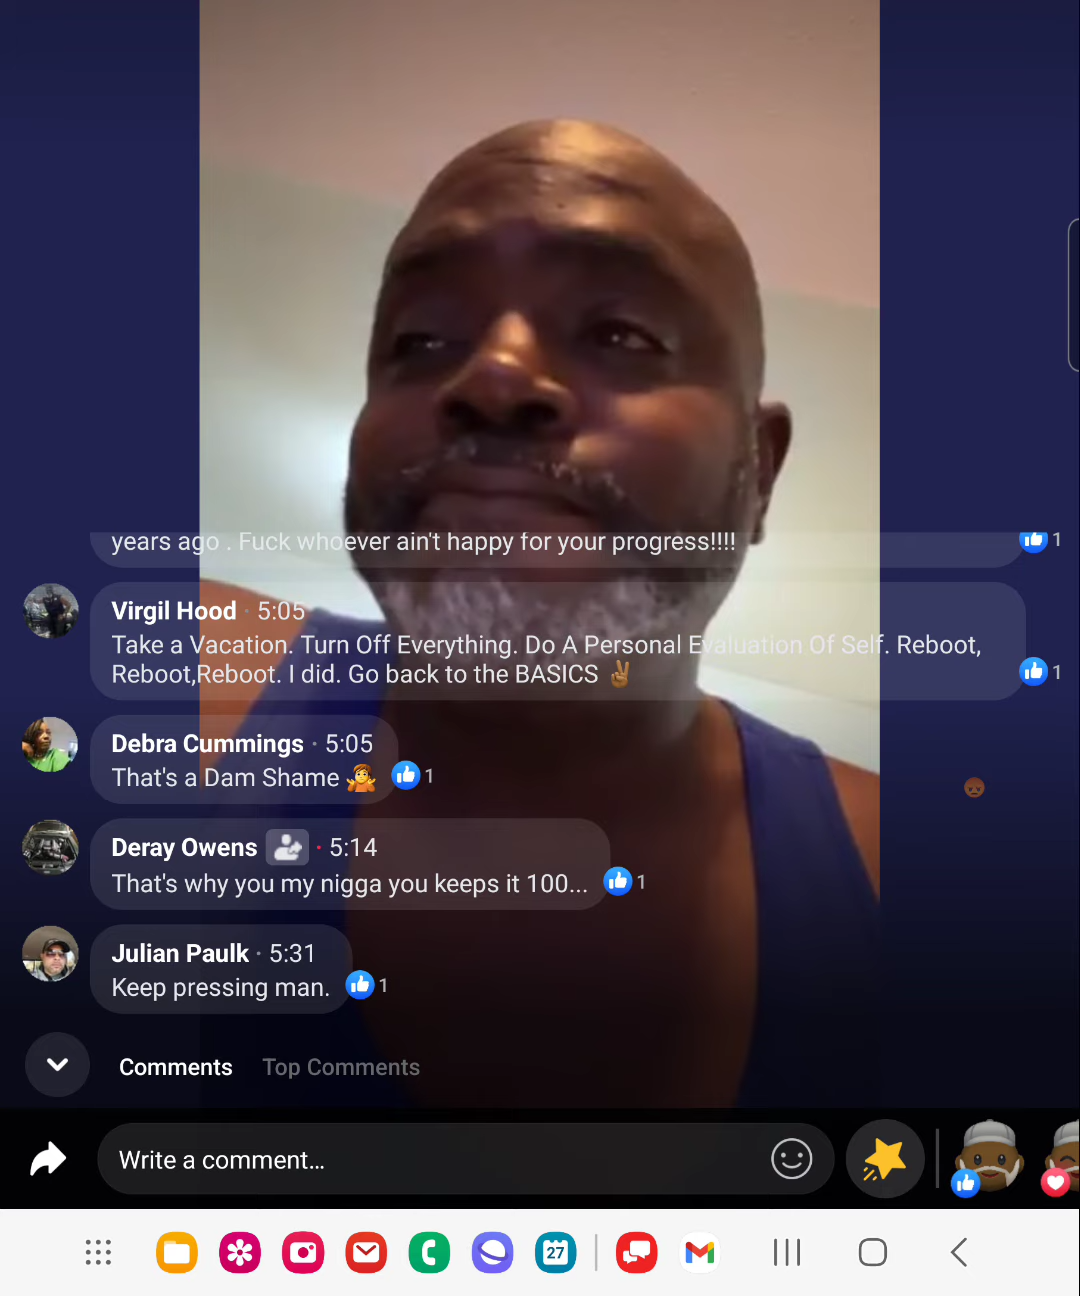 years ago . Fuck whoever ain't happy for your progress!!!!
1
Virgil Hood · 5:05
Take a Vacation. Turn Off Everything. Do A Personal Evaluation Of Self. Reboot,
Reboot,Reboot. I did. Go back to the BASICS ✌🏾
1
Debra Cummings · 5:05
That's a Dam Shame 🤷
1
Deray Owens · 5:14
That's why you my nigga you keeps it 100...
1
Julian Paulk · 5:31
Keep pressing man.
1
Comments Top Comments
Write a comment...
27